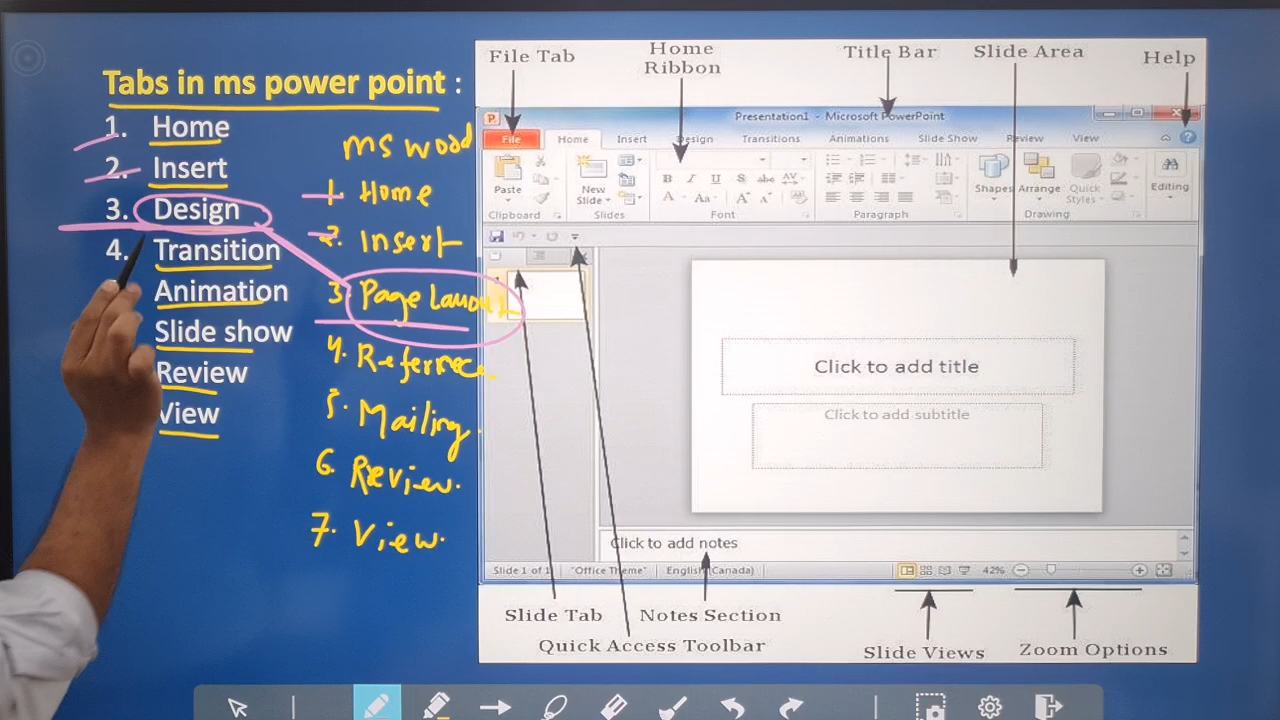 Tabs in ms power point :
1. Home
2. Insert
3. Design
4. Transition
Animation
Slide show
Review
View
ms wood
1. Home
2. Insert
3. Page Layout
4. Refernece.
5. Mailing.
6. Review.
7. View.
File Tab
Home Ribbon
Title Bar
Slide Area
Help
Presentation1 - Microsoft PowerPoint
File Home Insert Design Transitions Animations Slide Show Review View
Paste
New Slide
Shapes Arrange Quick Styles
Editing
Clipboard Slides Font Paragraph Drawing
Click to add title
Click to add subtitle
Click to add notes
Slide 1 of 1 "Office Theme" English (Canada) 42%
Slide Tab
Notes Section
Quick Access Toolbar
Slide Views
Zoom Options